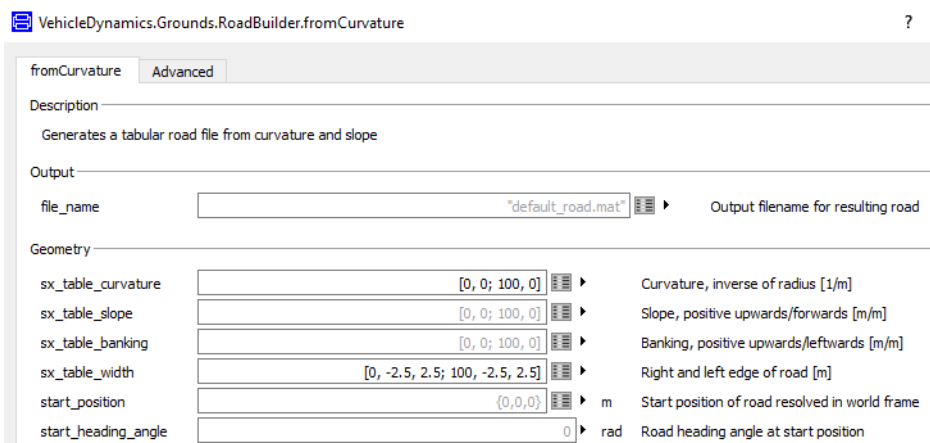 VehicleDynamics.Grounds.RoadBuilder.fromCurvature ?
fromCurvature Advanced
Description
Generates a tabular road file from curvature and slope
Output
file_name "default_road.mat" Output filename for resulting road
Geometry
sx_table_curvature [0, 0; 100, 0] Curvature, inverse of radius [1/m]
sx_table_slope [0, 0; 100, 0] Slope, positive upwards/forwards [m/m]
sx_table_banking [0, 0; 100, 0] Banking, positive upwards/leftwards [m/m]
sx_table_width [0, -2.5, 2.5; 100, -2.5, 2.5] Right and left edge of road [m]
start_position {0,0,0} m Start position of road resolved in world frame
start_heading_angle 0 rad Road heading angle at start position